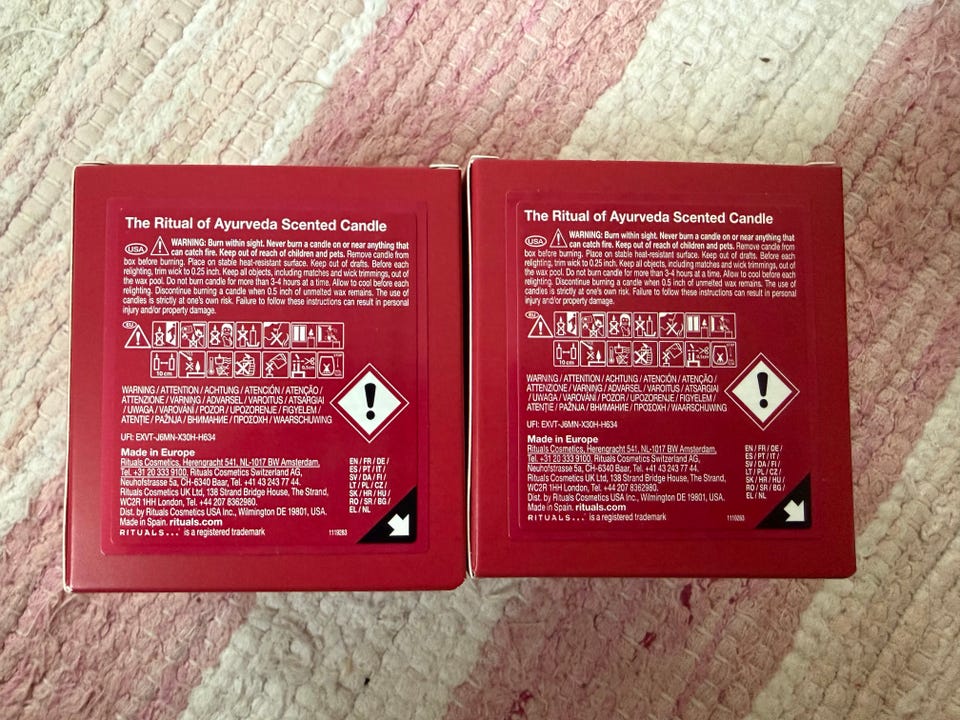 The Ritual of Ayurveda Scented Candle
USA WARNING: Burn within sight. Never burn a candle on or near anything that
can catch fire. Keep out of reach of children and pets. Remove candle from
box before burning. Place on stable heat-resistant surface. Keep out of drafts. Before each
relighting, trim wick to 0.25 inch. Keep all objects, including matches and wick trimmings, out of
the wax pool. Do not burn candle for more than 3-4 hours at a time. Allow to cool before each
relighting. Discontinue burning a candle when 0.5 inch of unmelted wax remains. The use of
candles is strictly at one's own risk. Failure to follow these instructions can result in personal
injury and/or property damage.
EU
10 cm
WARNING / ATTENTION / ACHTUNG / ATENCIÓN / ATENÇÃO /
ATTENZIONE / VARNING / ADVARSEL / VAROITUS / ATSARGIAI
/ UWAGA / VAROVÁNÍ / POZOR / UPOZORENJE / FIGYELEM /
ATENȚIE / PAŽNJA / ВНИМАНИЕ / ΠΡΟΣΟΧΗ / WAARSCHUWING
UFI: EXVT-J6MN-X30H-H634
Made in Europe
Rituals Cosmetics, Herengracht 541, NL-1017 BW Amsterdam,
Tel. +31 20 333 9100, Rituals Cosmetics Switzerland AG,
Neuhofstrasse 5a, CH-6340 Baar, Tel. +41 43 243 77 44.
Rituals Cosmetics UK Ltd, 138 Strand Bridge House, The Strand,
WC2R 1HH London, Tel. +44 207 8362980.
Dist. by Rituals Cosmetics USA Inc., Wilmington DE 19801, USA.
Made in Spain. rituals.com
RITUALS... is a registered trademark
EN / FR / DE /
ES / PT / IT /
SV / DA / FI /
LT / PL / CZ /
SK / HR / HU /
RO / SR / BG /
EL / NL
1119263
The Ritual of Ayurveda Scented Candle
USA WARNING: Burn within sight. Never burn a candle on or near anything that
can catch fire. Keep out of reach of children and pets. Remove candle from
box before burning. Place on stable heat-resistant surface. Keep out of drafts. Before each
relighting, trim wick to 0.25 inch. Keep all objects, including matches and wick trimmings, out of
the wax pool. Do not burn candle for more than 3-4 hours at a time. Allow to cool before each
relighting. Discontinue burning a candle when 0.5 inch of unmelted wax remains. The use of
candles is strictly at one's own risk. Failure to follow these instructions can result in personal
injury and/or property damage.
EU
10 cm
WARNING / ATTENTION / ACHTUNG / ATENCIÓN / ATENÇÃO /
ATTENZIONE / VARNING / ADVARSEL / VAROITUS / ATSARGIAI
/ UWAGA / VAROVÁNÍ / POZOR / UPOZORENJE / FIGYELEM /
ATENȚIE / PAŽNJA / ВНИМАНИЕ / ΠΡΟΣΟΧΗ / WAARSCHUWING
UFI: EXVT-J6MN-X30H-H634
Made in Europe
Rituals Cosmetics, Herengracht 541, NL-1017 BW Amsterdam,
Tel. +31 20 333 9100, Rituals Cosmetics Switzerland AG,
Neuhofstrasse 5a, CH-6340 Baar, Tel. +41 43 243 77 44.
Rituals Cosmetics UK Ltd, 138 Strand Bridge House, The Strand,
WC2R 1HH London, Tel. +44 207 8362980.
Dist. by Rituals Cosmetics USA Inc., Wilmington DE 19801, USA.
Made in Spain. rituals.com
RITUALS... is a registered trademark
EN / FR / DE /
ES / PT / IT /
SV / DA / FI /
LT / PL / CZ /
SK / HR / HU /
RO / SR / BG /
EL / NL
1119263